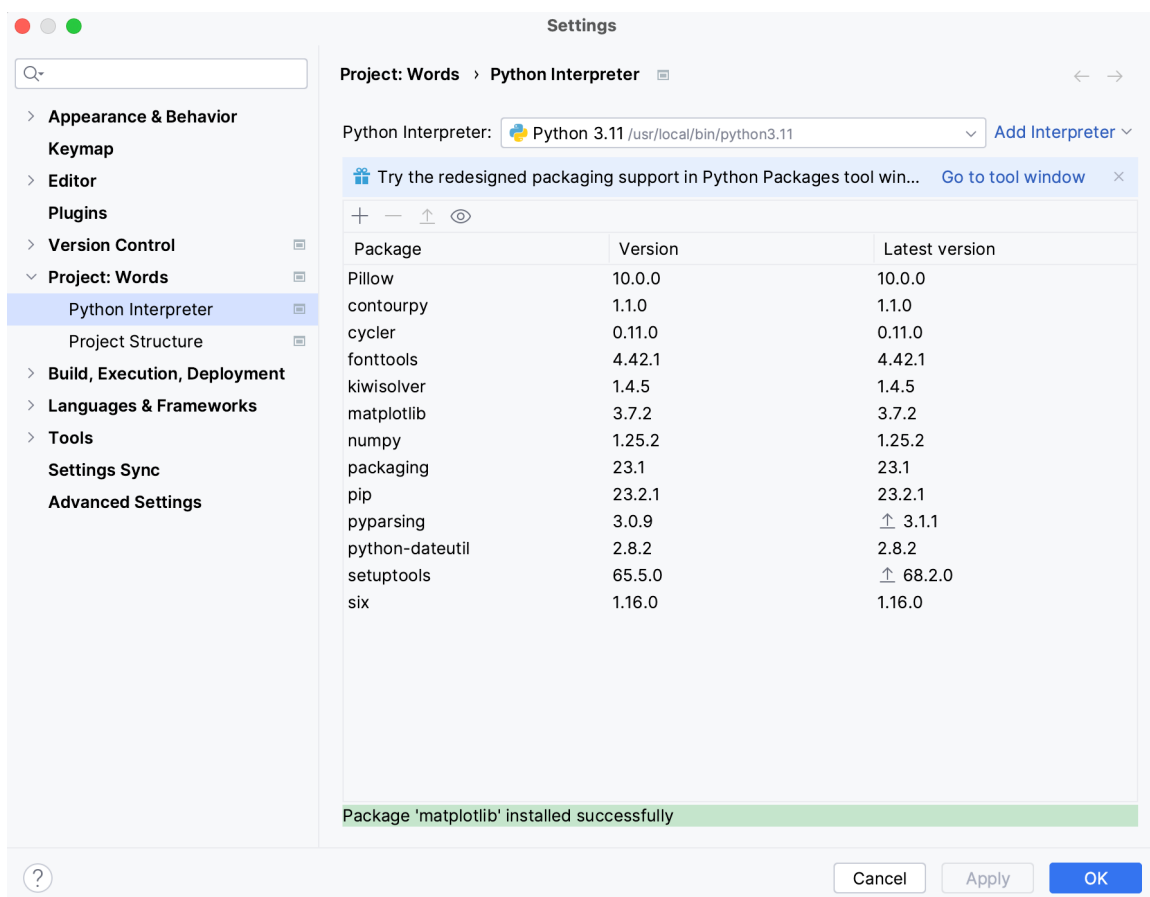 Settings
Project: Words › Python Interpreter
Appearance & Behavior
Keymap
Editor
Plugins
Version Control
Project: Words
Python Interpreter
Project Structure
Build, Execution, Deployment
Languages & Frameworks
Tools
Settings Sync
Advanced Settings
Python Interpreter: Python 3.11 /usr/local/bin/python3.11 Add Interpreter
Try the redesigned packaging support in Python Packages tool win... Go to tool window
Package Version Latest version
Pillow 10.0.0 10.0.0
contourpy 1.1.0 1.1.0
cycler 0.11.0 0.11.0
fonttools 4.42.1 4.42.1
kiwisolver 1.4.5 1.4.5
matplotlib 3.7.2 3.7.2
numpy 1.25.2 1.25.2
packaging 23.1 23.1
pip 23.2.1 23.2.1
pyparsing 3.0.9 3.1.1
python-dateutil 2.8.2 2.8.2
setuptools 65.5.0 68.2.0
six 1.16.0 1.16.0
Package 'matplotlib' installed successfully
? Cancel Apply OK